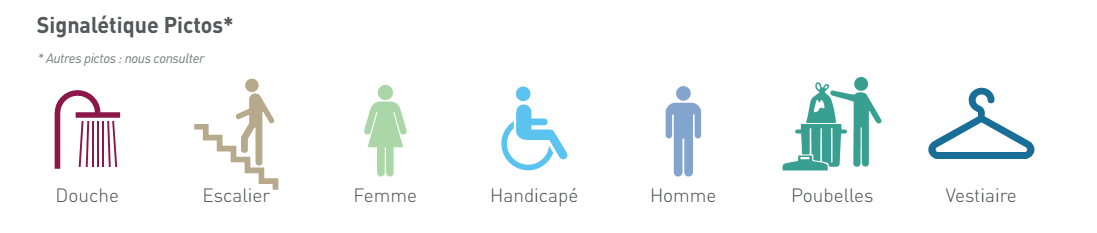 Signalétique Pictos*
* Autres pictos : nous consulter
Douche Escalier Femme Handicapé Homme Poubelles Vestiaire